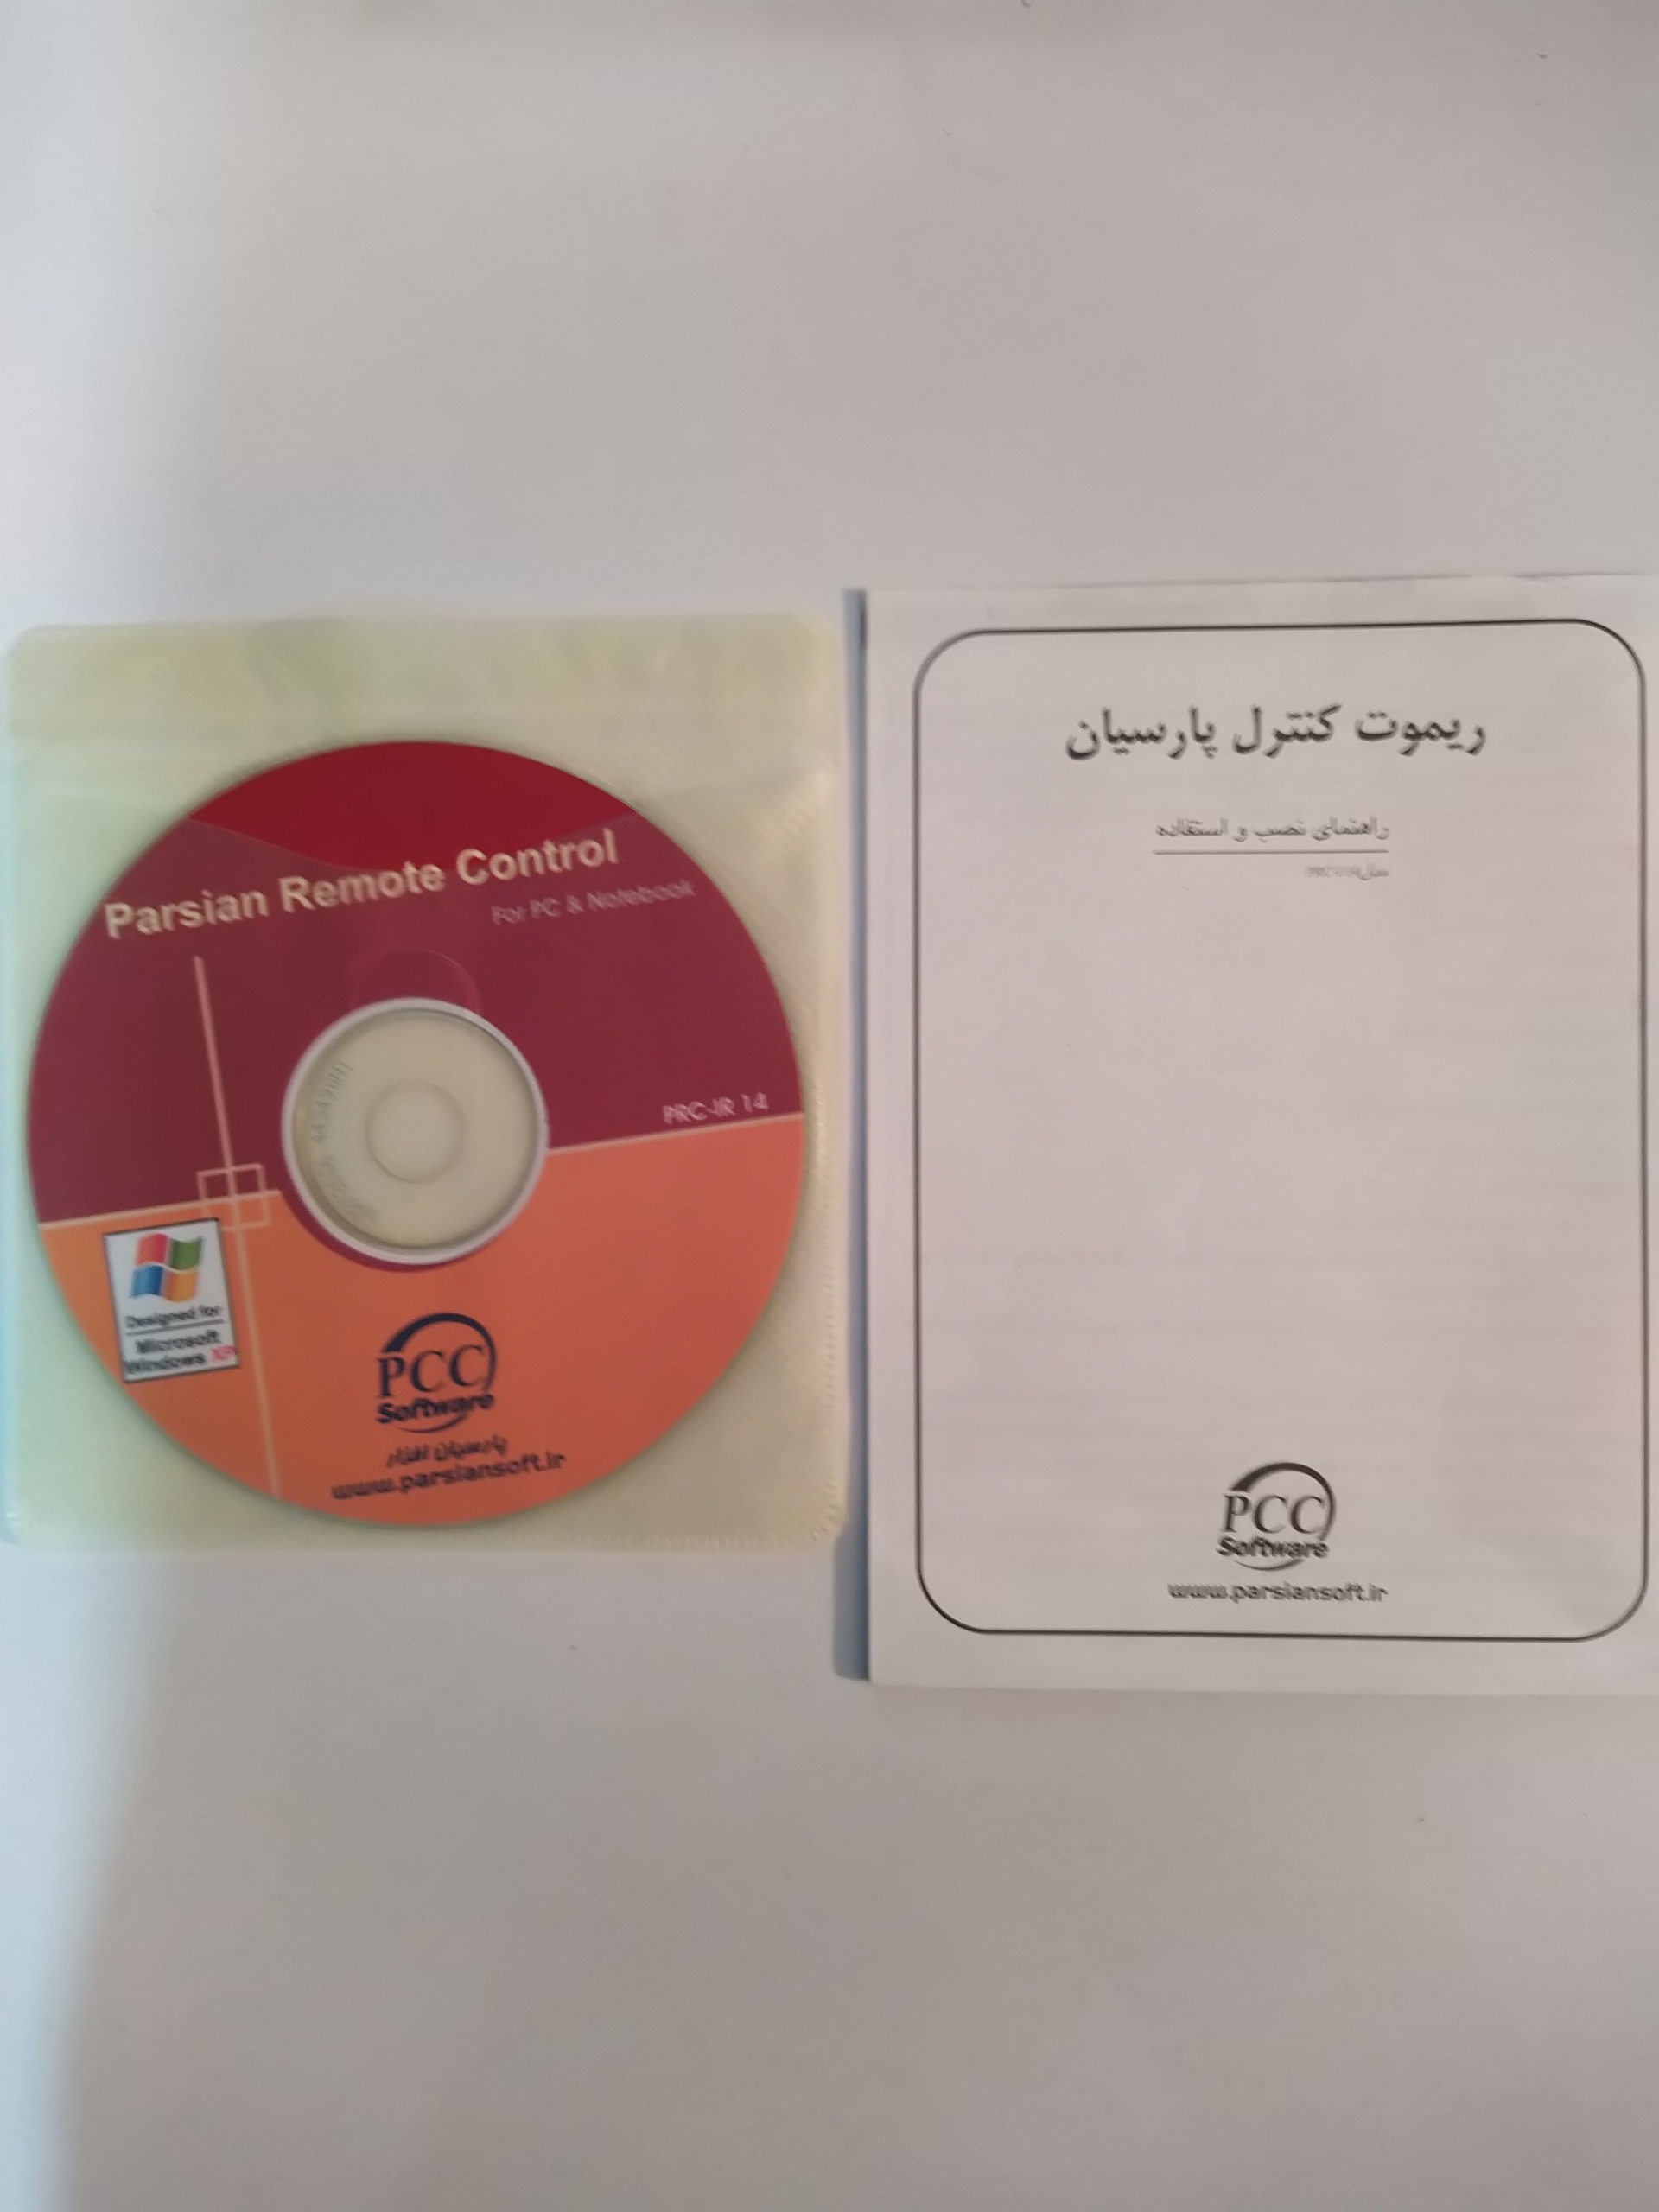 Parsian Remote Control
For PC & Notebook
PRC-IR 14
Designed for
Microsoft
Windows XP
PCC
Software
پارسیان افزار
www.parsiansoft.ir
ریموت کنترل پارسیان
راهنمای نصب و استفاده
مدل
PCC
Software
www.parsiansoft.ir